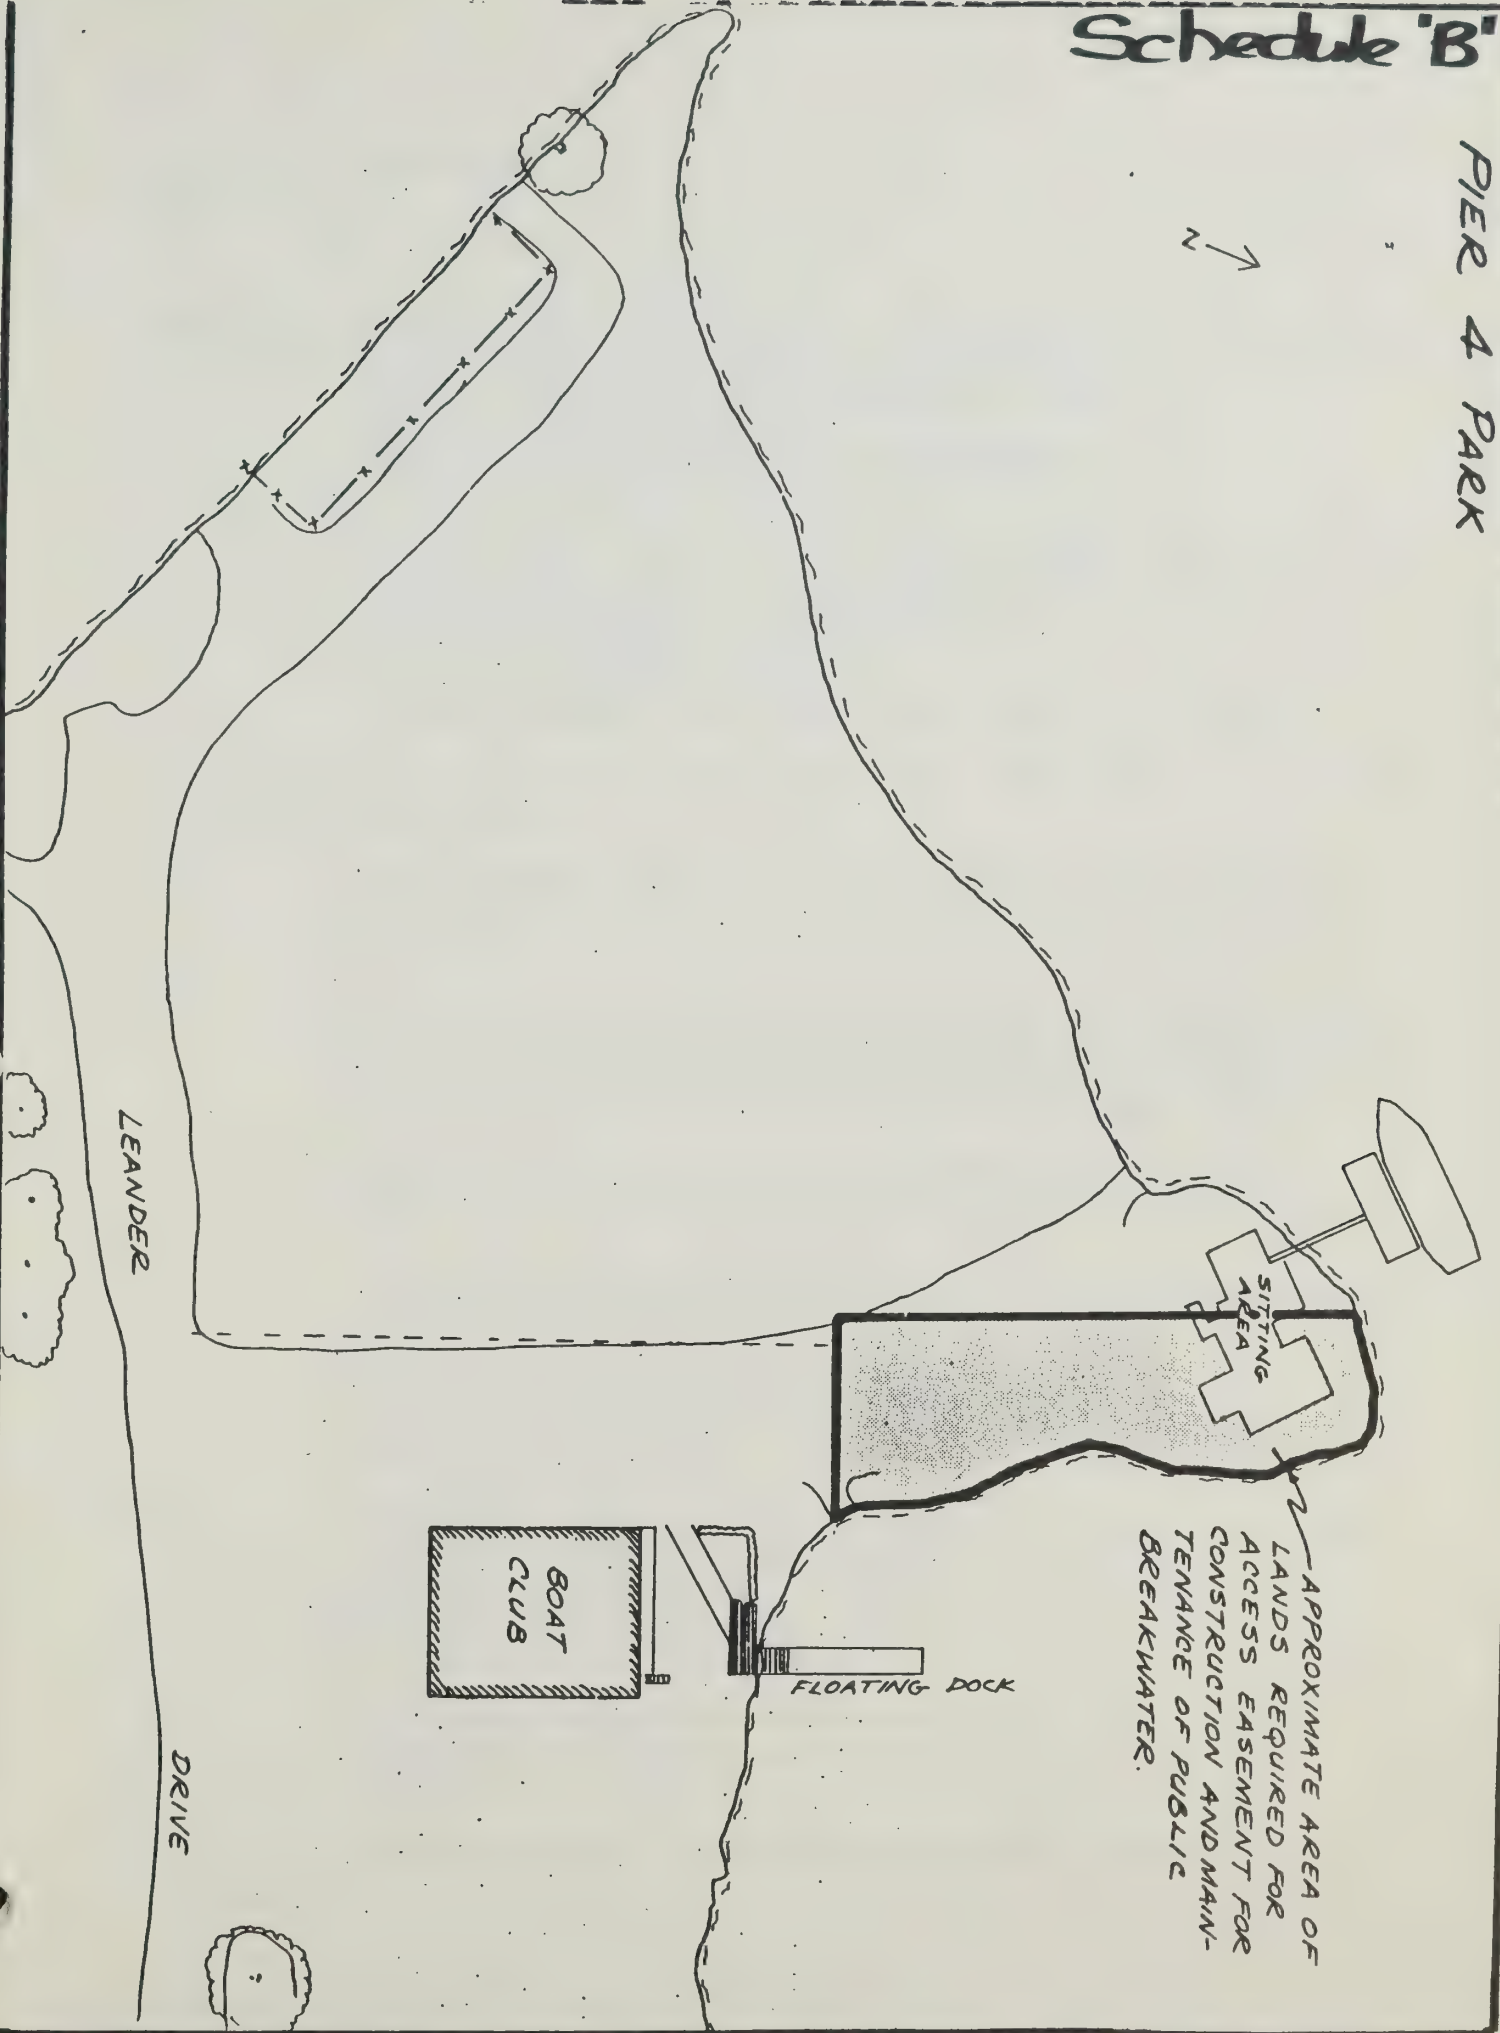 Schedule "B"
PIER 4 PARK
N
SITTING
AREA
APPROXIMATE AREA OF
LANDS REQUIRED FOR
ACCESS EASEMENT FOR
CONSTRUCTION AND MAIN-
TENANCE OF PUBLIC
BREAKWATER.
FLOATING DOCK
BOAT
CLUB
LEANDER
DRIVE